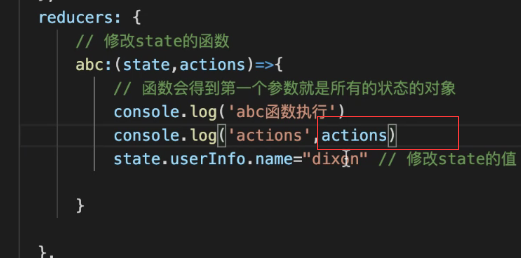 reducers: {
// 修改state的函数
abc:(state,actions)=>{
// 函数会得到第一个参数就是所有的状态的对象
console.log('abc函数执行')
console.log('actions',actions)
state.userInfo.name="dixon" // 修改state的值
}
},